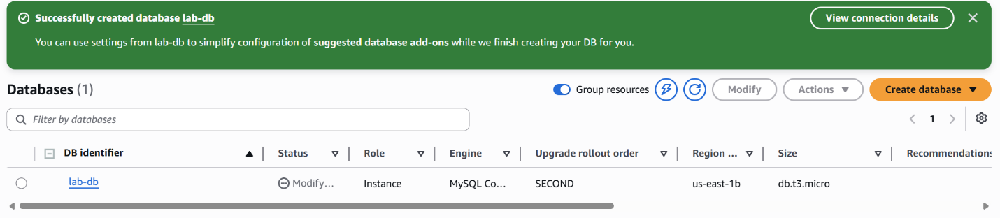 Successfully created database lab-db
View connection details
You can use settings from lab-db to simplify configuration of suggested database add-ons while we finish creating your DB for you.
Databases (1)
Group resources
Modify
Actions
Create database
Filter by databases
1
DB identifier
Status
Role
Engine
Upgrade rollout order
Region ...
Size
Recommendations
lab-db
Modify...
Instance
MySQL Co...
SECOND
us-east-1b
db.t3.micro